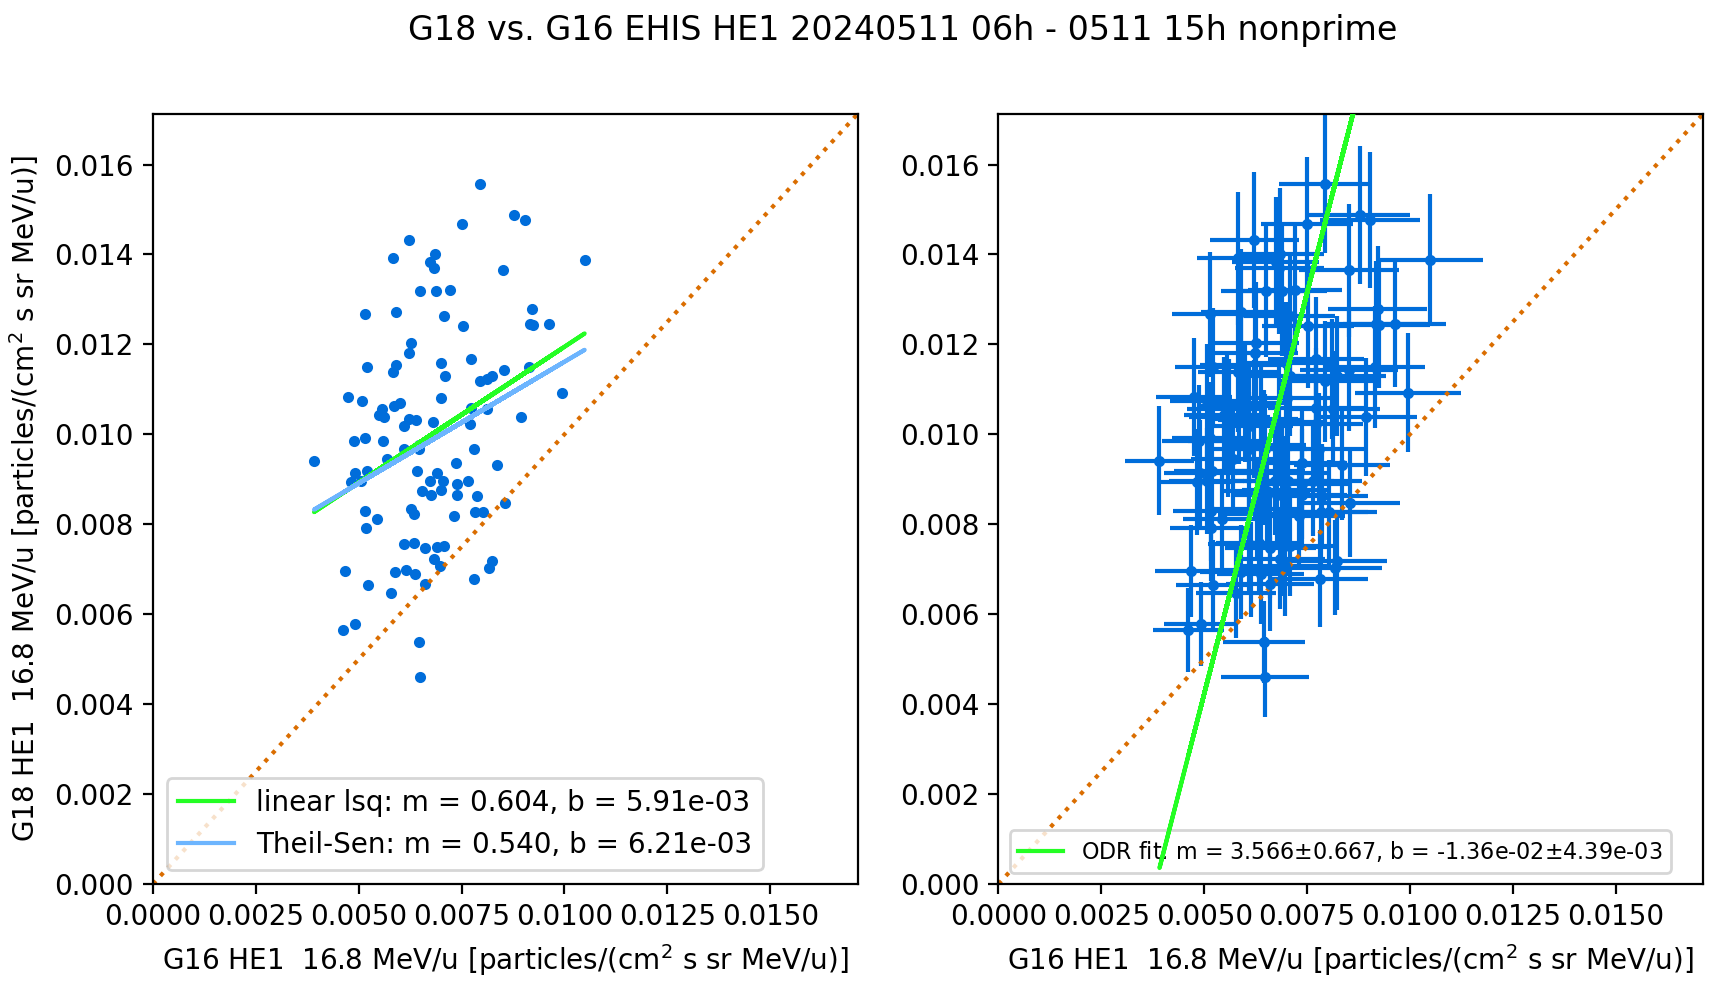 G18 vs. G16 EHIS HE1 20240511 06h - 0511 15h nonprime
G18 HE1  16.8 MeV/u [particles/(cm² s sr MeV/u)]
0.016
0.014
0.012
0.010
0.008
0.006
0.004
0.002
0.000
linear lsq: m = 0.604, b = 5.91e-03
Theil-Sen: m = 0.540, b = 6.21e-03
0.0000 0.0025 0.0050 0.0075 0.0100 0.0125 0.0150
G16 HE1  16.8 MeV/u [particles/(cm² s sr MeV/u)]
0.016
0.014
0.012
0.010
0.008
0.006
0.004
0.002
0.000
ODR fit: m = 3.566±0.667, b = -1.36e-02±4.39e-03
0.0000 0.0025 0.0050 0.0075 0.0100 0.0125 0.0150
G16 HE1  16.8 MeV/u [particles/(cm² s sr MeV/u)]